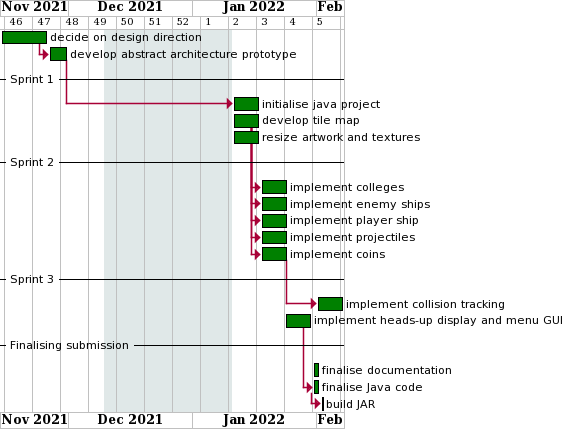 Nov 2021 Dec 2021 Jan 2022 Feb
46 47 48 49 50 51 52 1 2 3 4 5
decide on design direction
develop abstract architecture prototype
Sprint 1
initialise java project
develop tile map
resize artwork and textures
Sprint 2
implement colleges
implement enemy ships
implement player ship
implement projectiles
implement coins
Sprint 3
implement collision tracking
implement heads-up display and menu GUI
Finalising submission
finalise documentation
finalise Java code
build JAR
Nov 2021 Dec 2021 Jan 2022 Feb